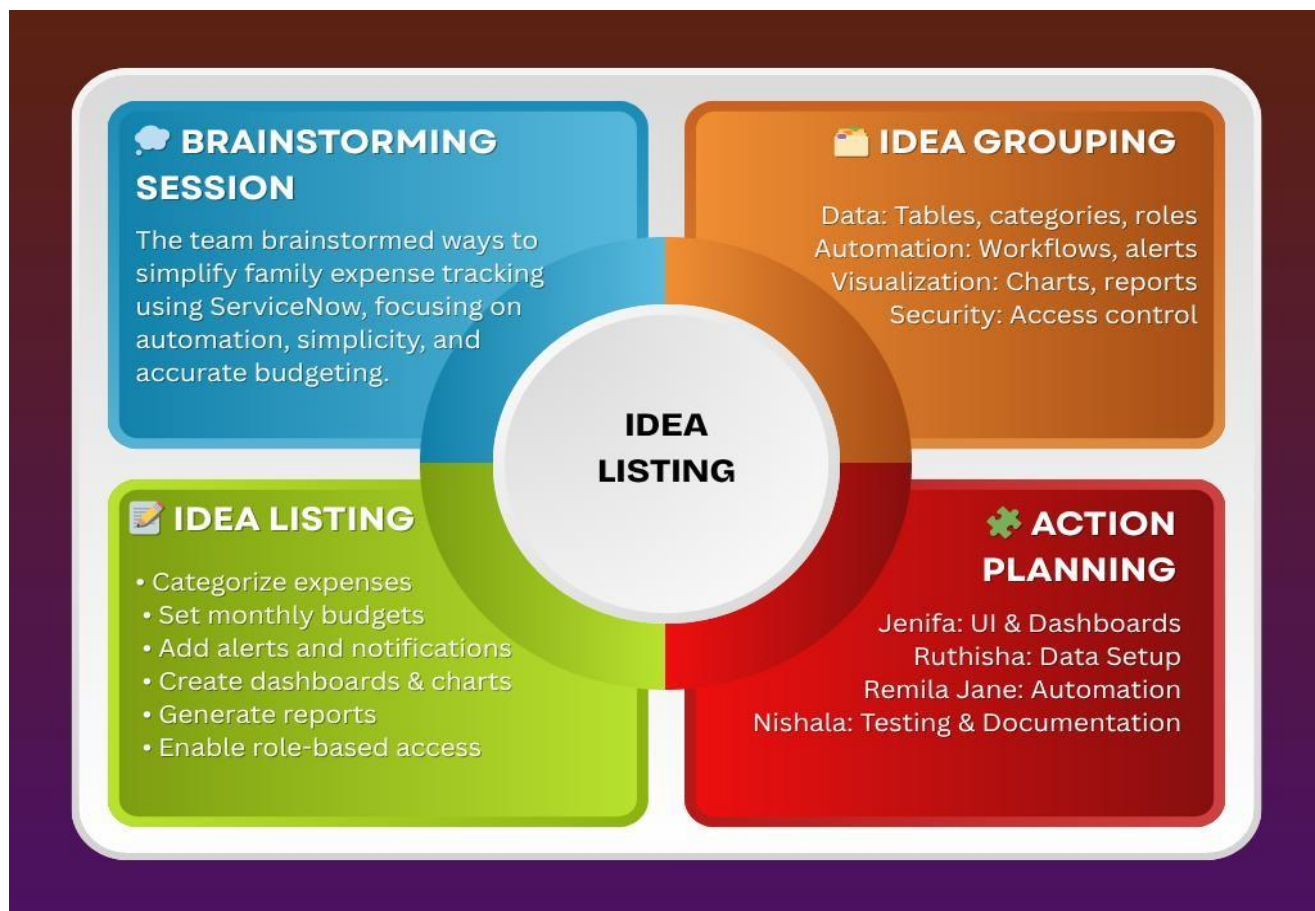 💭 BRAINSTORMING
SESSION
The team brainstormed ways to
simplify family expense tracking
using ServiceNow, focusing on
automation, simplicity, and
accurate budgeting.
🗂️ IDEA GROUPING
Data: Tables, categories, roles
Automation: Workflows, alerts
Visualization: Charts, reports
Security: Access control
IDEA
LISTING
📝 IDEA LISTING
• Categorize expenses
• Set monthly budgets
• Add alerts and notifications
• Create dashboards & charts
• Generate reports
• Enable role-based access
🧩 ACTION
PLANNING
Jenifa: UI & Dashboards
Ruthisha: Data Setup
Remila Jane: Automation
Nishala: Testing & Documentation